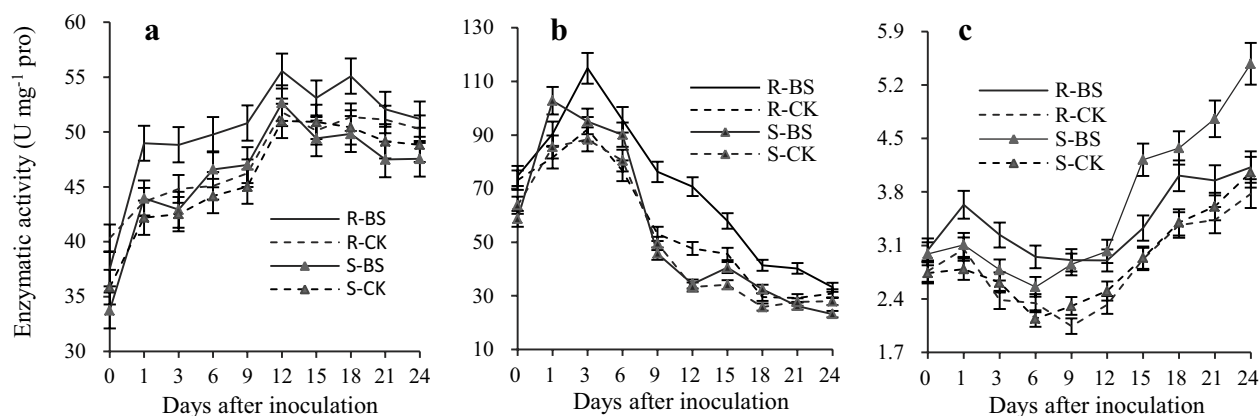 Enzymatic activity (U mg-1 pro)
a
60
55
50
45
40
35
30
R-BS
R-CK
S-BS
S-CK
0 1 3 6 9 12 15 18 21 24
Days after inoculation
b
130
110
90
70
50
30
10
R-BS
R-CK
S-BS
S-CK
0 1 3 6 9 12 15 18 21 24
Days after inoculation
c
5.9
5.2
4.5
3.8
3.1
2.4
1.7
R-BS
R-CK
S-BS
S-CK
0 1 3 6 9 12 15 18 21 24
Days after inoculation